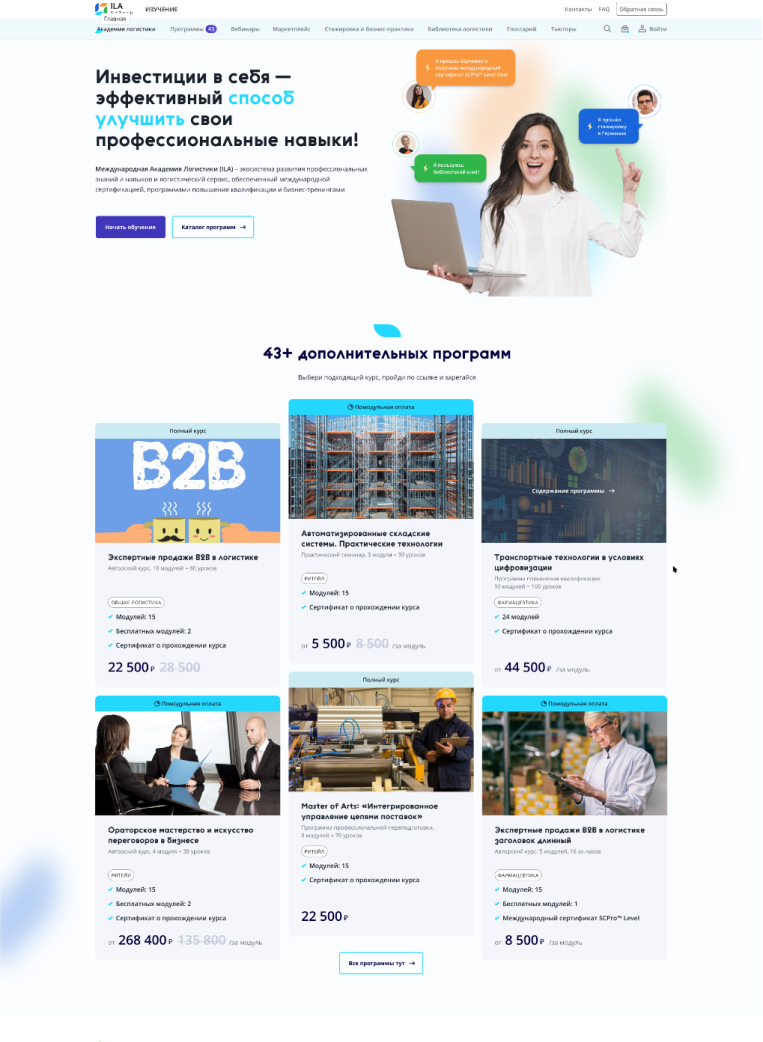 ILA
ИЗУЧЕНИЕ
Контакты FAQ Обратная связь
Главная
Академия логистики Программы 43 Вебинары Маркетплейс Стажировка и Бизнес-практика Библиотека логистики Глоссарий Тьюторы Войти
Инвестиции в себя —
эффективный способ
улучшить свои
профессиональные навыки!
Международная Академия Логистики (ILA) – экосистема развития профессиональных
знаний и навыков и логистический сервис, обеспеченный международной
сертификацией, программами повышения квалификации и бизнес-тренингами
Начать обучение
Каталог программ →
Я прошла обучение и
получила международный
сертификат SCPro™ Level One!
Я прошёл
стажировку
в Германии
Я пользуюсь
библиотекой книг!
43+ дополнительных программ
Выбери подходящий курс, пройди по ссылке и зарегайся
Полный курс
B2B
Экспертные продажи B2B в логистике
Авторский курс, 10 модулей – 60 уроков
ОБЩАЯ ЛОГИСТИКА
Модулей: 15
Бесплатных модулей: 2
Сертификат о прохождении курса
22 500 ₽ 28 500
Помодульная оплата
Автоматизированные складские
системы. Практические технологии
Практический семинар, 3 модуля – 30 уроков
РИТЕЙЛ
Модулей: 15
Сертификат о прохождении курса
от 5 500 ₽ 8 500 /за модуль
Полный курс
Содержание программы →
Транспортные технологии в условиях
цифровизации
Программа повышения квалификации
10 модулей – 100 уроков
ФАРМАЦЕВТИКА
24 модулей
Сертификат о прохождении курса
от 44 500 ₽ /за модуль
Помодульная оплата
Ораторское мастерство и искусство
переговоров в бизнесе
Авторский курс, 4 модуля – 38 уроков
РИТЕЙЛ
Модулей: 15
Бесплатных модулей: 2
Сертификат о прохождении курса
от 268 400 ₽ 135 800 /за модуль
Полный курс
Master of Arts: «Интегрированное
управление цепями поставок»
Программа профессиональной переподготовки,
8 модулей – 70 уроков
РИТЕЙЛ
Модулей: 15
Сертификат о прохождении курса
22 500 ₽
Помодульная оплата
Экспертные продажи B2B в логистике
заголовок длинный
Авторский курс: 5 модулей, 16 ак.часов
ФАРМАЦЕВТИКА
Модулей: 15
Бесплатных модулей: 1
Международный сертификат SCPro™ Level
от 8 500 ₽ /за модуль
Все программы тут →